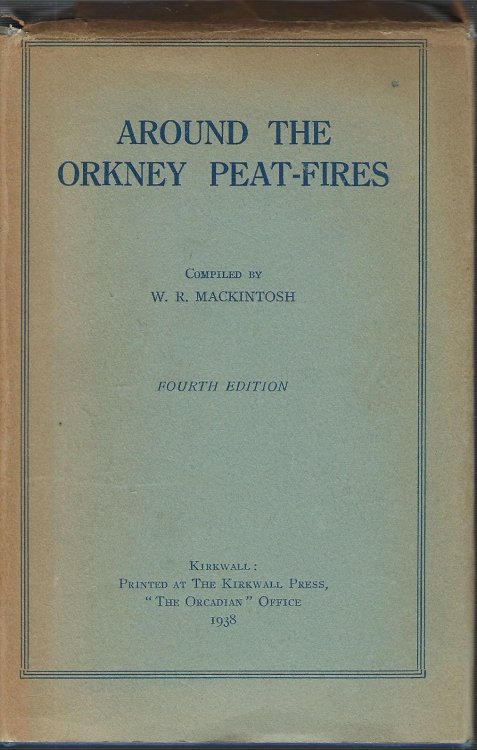 AROUND THE
ORKNEY PEAT-FIRES
COMPILED BY
W. R. MACKINTOSH
FOURTH EDITION
KIRKWALL:
PRINTED AT THE KIRKWALL PRESS,
"THE ORCADIAN" OFFICE
1938